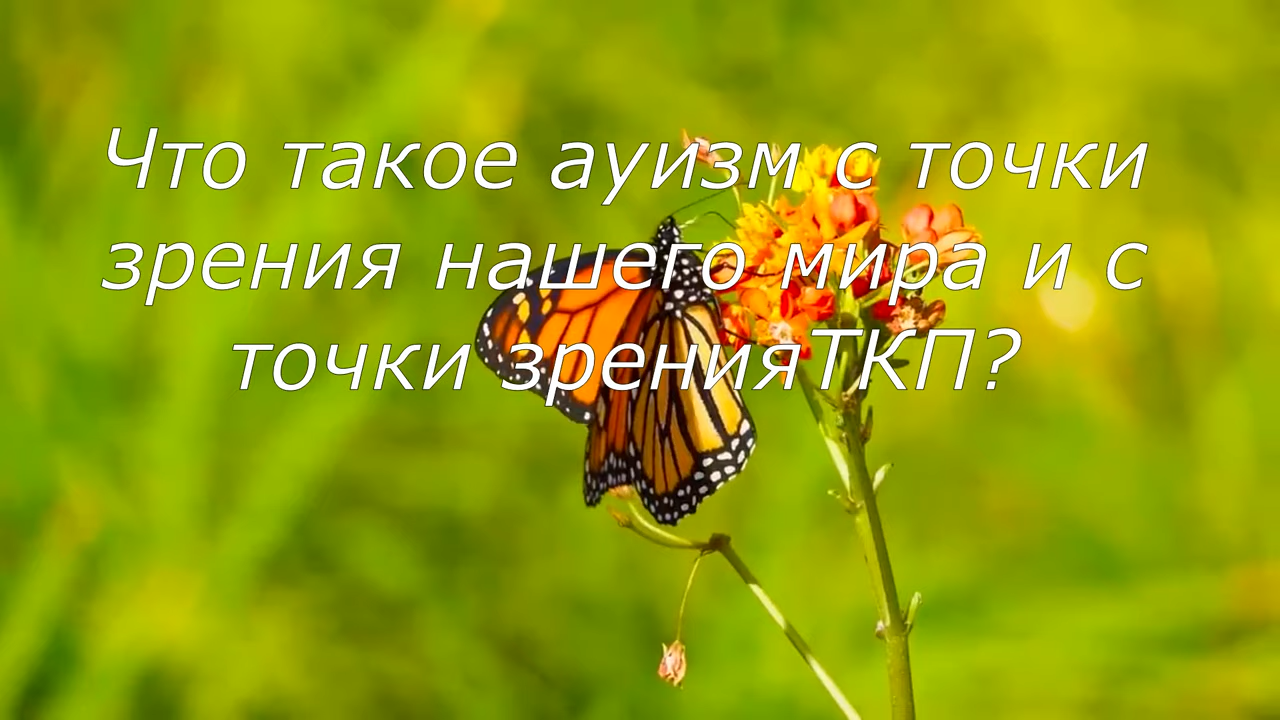 Что такое ауизм с точки
зрения нашего мира и с
точки зренияТКП?